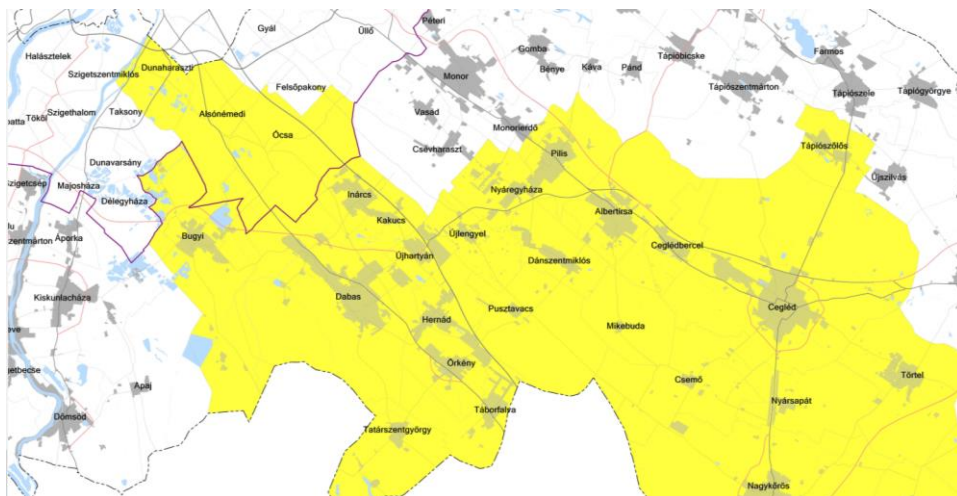 Péteri
Gyál
Üllő
Gomba
Farmos
Halásztelek
Tápióbicske
Dunaharaszti
Bénye
Káva
Pánd
Szigetszentmiklós
Monor
Felsőpakony
Tápiószentmárton
Tápiószele
Tápiógyörgye
Taksony
Szigethalom
Alsónémedi
Vasad
Tököl
Monorierdő
Ócsa
Csévharaszt
Tápiószőlős
Pilis
Dunavarsány
Újszilvás
Szigetcsép
Majosháza
Nyáregyháza
Délegyháza
Inárcs
Albertirsa
Kakucs
Áporka
Bugyi
Újlengyel
Ceglédbercel
Újhartyán
Dánszentmiklós
Kiskunlacháza
Dabas
Pusztavacs
Cegléd
Hernád
Mikebuda
Örkény
Törtel
Csemő
Apaj
Nyársapát
Táborfalva
Dömsöd
Tatárszentgyörgy
Nagykőrös